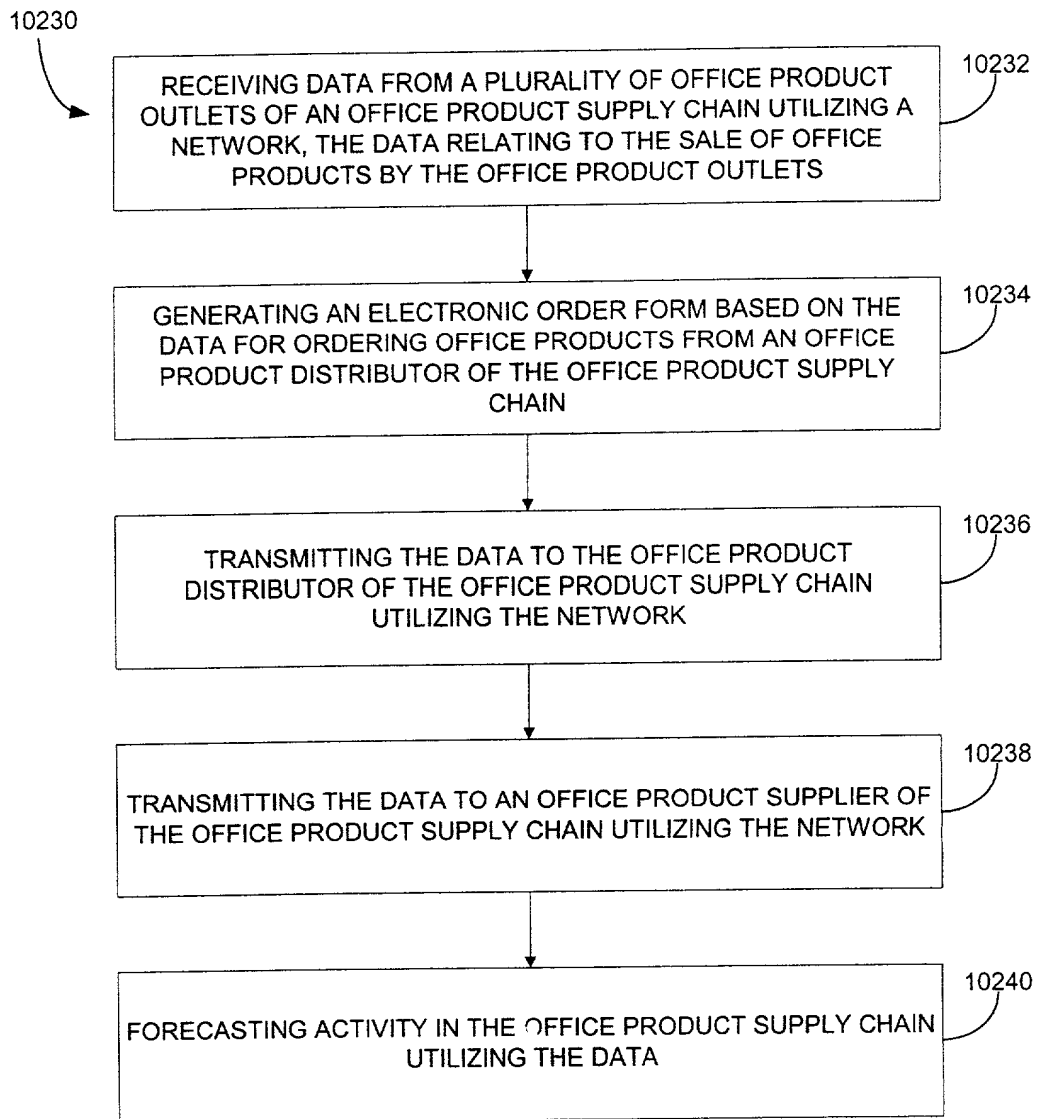 10230
10232
RECEIVING DATA FROM A PLURALITY OF OFFICE PRODUCT
OUTLETS OF AN OFFICE PRODUCT SUPPLY CHAIN UTILIZING A
NETWORK, THE DATA RELATING TO THE SALE OF OFFICE
PRODUCTS BY THE OFFICE PRODUCT OUTLETS
10234
GENERATING AN ELECTRONIC ORDER FORM BASED ON THE
DATA FOR ORDERING OFFICE PRODUCTS FROM AN OFFICE
PRODUCT DISTRIBUTOR OF THE OFFICE PRODUCT SUPPLY
CHAIN
10236
TRANSMITTING THE DATA TO THE OFFICE PRODUCT
DISTRIBUTOR OF THE OFFICE PRODUCT SUPPLY CHAIN
UTILIZING THE NETWORK
10238
TRANSMITTING THE DATA TO AN OFFICE PRODUCT SUPPLIER OF
THE OFFICE PRODUCT SUPPLY CHAIN UTILIZING THE NETWORK
10240
FORECASTING ACTIVITY IN THE OFFICE PRODUCT SUPPLY CHAIN
UTILIZING THE DATA